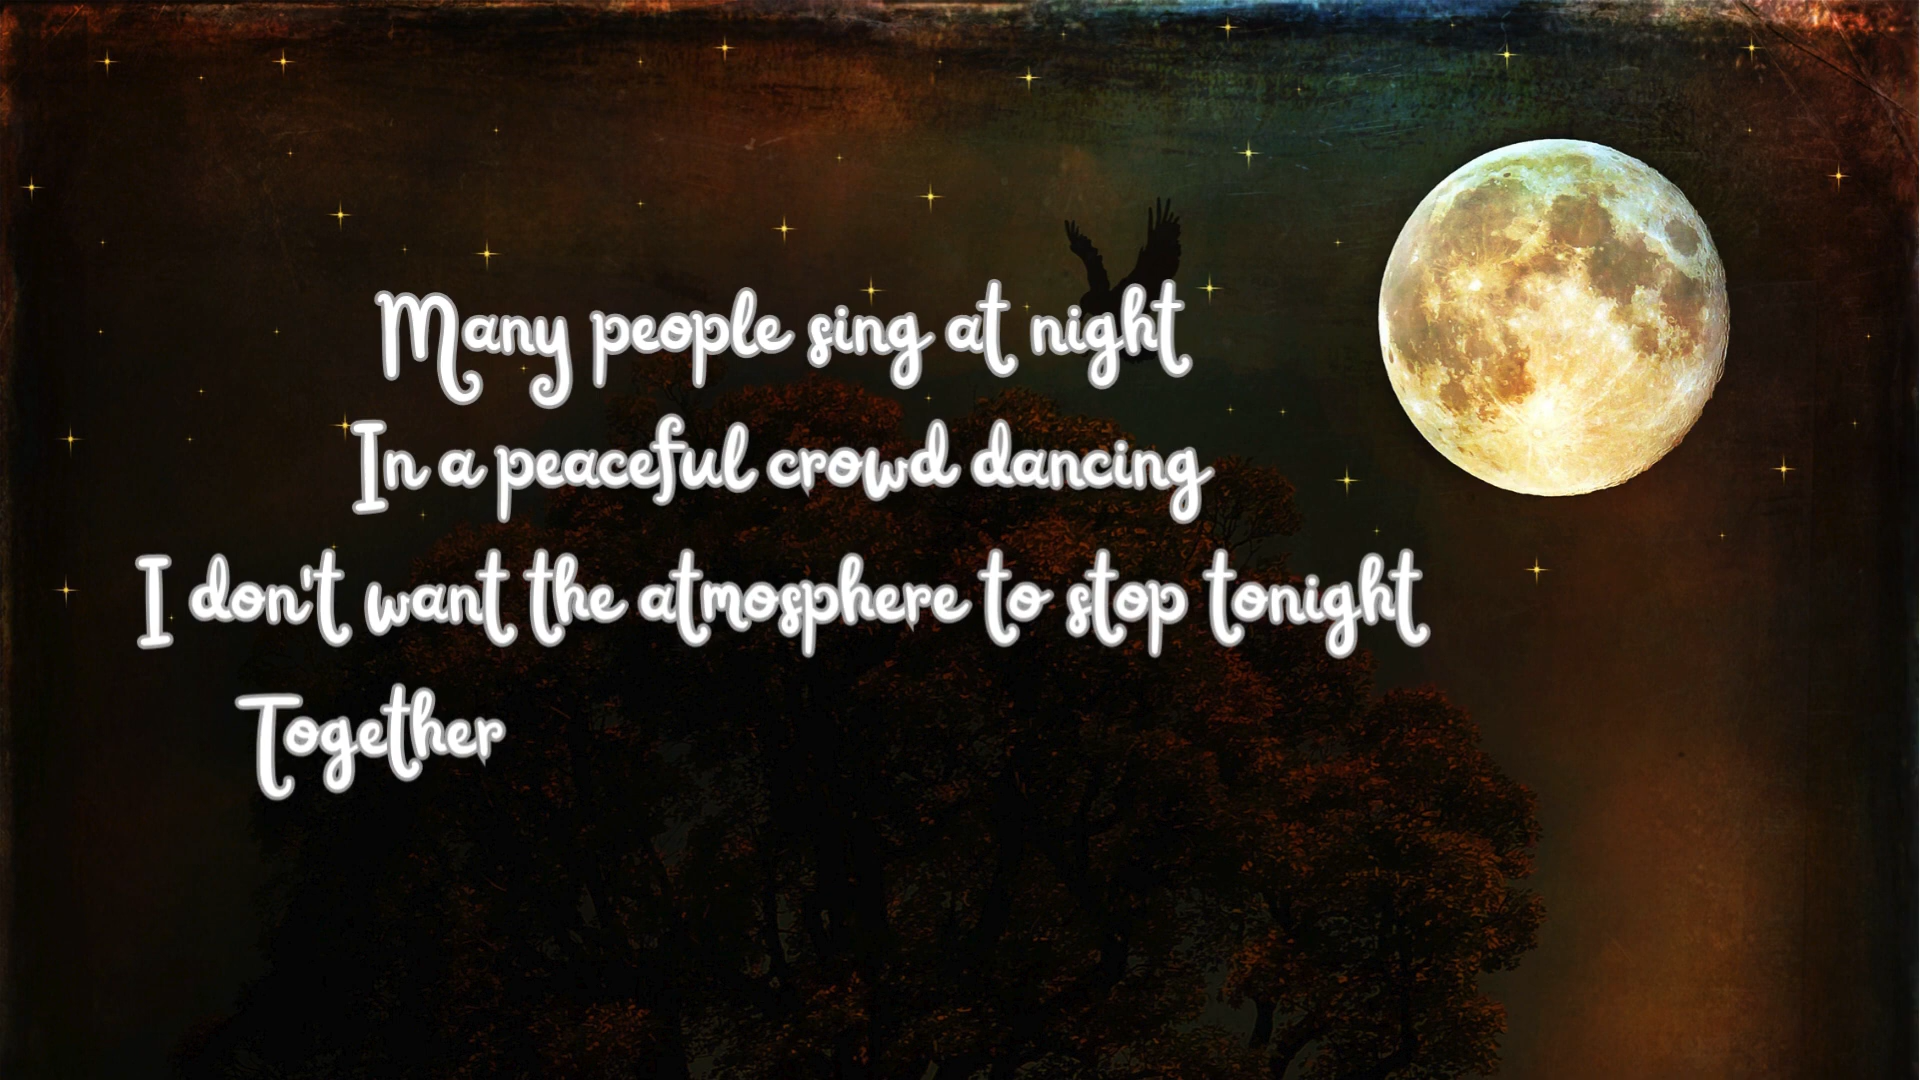 Many people sing at night
In a peaceful crowd dancing
I don't want the atmosphere to stop tonight
Together